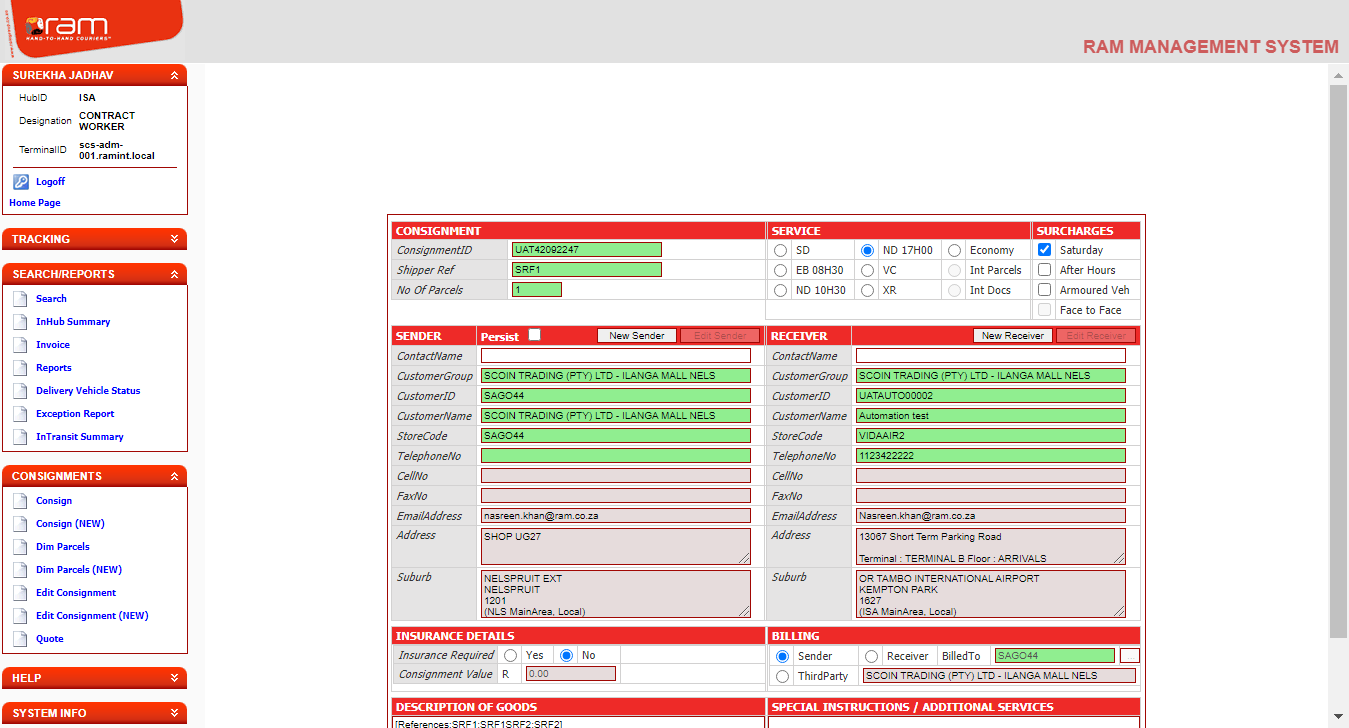 ram
HAND-TO-HAND COURIERS
RAM MANAGEMENT SYSTEM
SUREKHA JADHAV
HubID ISA
Designation CONTRACT WORKER
TerminalID scs-adm-001.ramint.local
Logoff
Home Page
TRACKING
SEARCH/REPORTS
Search
InHub Summary
Invoice
Reports
Delivery Vehicle Status
Exception Report
InTransit Summary
CONSIGNMENTS
Consign
Consign (NEW)
Dim Parcels
Dim Parcels (NEW)
Edit Consignment
Edit Consignment (NEW)
Quote
HELP
SYSTEM INFO
CONSIGNMENT SERVICE SURCHARGES
ConsignmentID UAT42092247 SD ND 17H00 Economy Saturday
Shipper Ref SRF1 EB 08H30 VC Int Parcels After Hours
No Of Parcels 1 ND 10H30 XR Int Docs Armoured Veh
Face to Face
SENDER Persist New Sender Edit Sender RECEIVER New Receiver Edit Receiver
ContactName ContactName
CustomerGroup SCOIN TRADING (PTY) LTD - ILANGA MALL NELS CustomerGroup SCOIN TRADING (PTY) LTD - ILANGA MALL NELS
CustomerID SAGO44 CustomerID UATAUTO00002
CustomerName SCOIN TRADING (PTY) LTD - ILANGA MALL NELS CustomerName Automation test
StoreCode SAGO44 StoreCode VIDAAIR2
TelephoneNo TelephoneNo 1123422222
CellNo CellNo
FaxNo FaxNo
EmailAddress nasreen.khan@ram.co.za EmailAddress Nasreen.khan@ram.co.za
Address SHOP UG27 Address 13067 Short Term Parking Road
Terminal : TERMINAL B Floor : ARRIVALS
Suburb NELSPRUIT EXT Suburb OR TAMBO INTERNATIONAL AIRPORT
NELSPRUIT KEMPTON PARK
1201 1627
(NLS MainArea, Local) (ISA MainArea, Local)
INSURANCE DETAILS BILLING
Insurance Required Yes No Sender Receiver BilledTo SAGO44
Consignment Value R 0.00 ThirdParty SCOIN TRADING (PTY) LTD - ILANGA MALL NELS
DESCRIPTION OF GOODS SPECIAL INSTRUCTIONS / ADDITIONAL SERVICES
[References:SRF1;SRF1SRF2;SRF2]